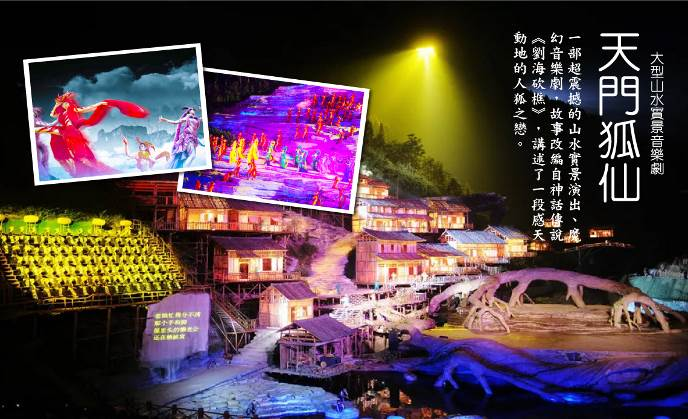 大型山水實景音樂劇
天門狐仙
一部超震撼的山水實景演出、魔
幻音樂劇，故事改編自神話傳說
《劉海砍樵》，講述了一段感天
動地的人狐之戀。